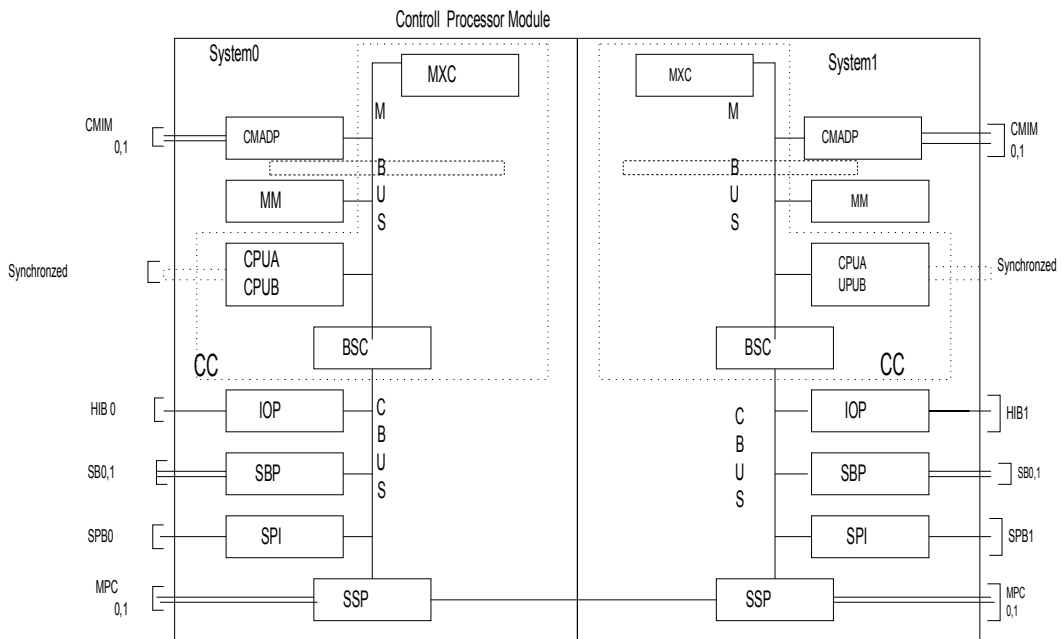 Controll Processor Module
System0
System1
MXC
MXC
M
M
CMIM
0,1
CMADP
CMADP
CMIM
0,1
B
U
S
B
U
S
MM
MM
Synchronzed
CPUA
CPUB
CPUA
UPUB
Synchronzed
BSC
BSC
CC
CC
HIB 0
IOP
C
B
U
S
C
B
U
S
IOP
HIB1
SB0,1
SBP
SBP
SB0,1
SPB0
SPI
SPI
SPB1
MPC
0,1
SSP
SSP
MPC
0,1